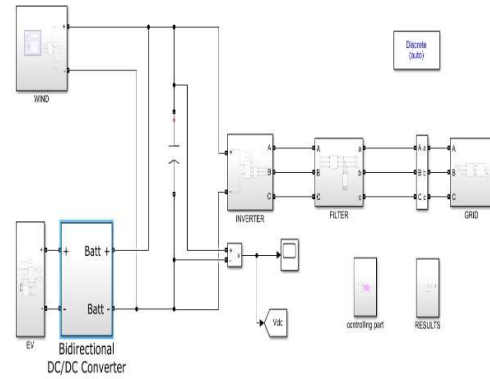 Discrete
(auto)
+
-
WIND
A
B
C
+
-
INVERTER
A
B
C
a
b
c
FILTER
A a
B b
C c
A
B
C
GRID
+
-
v
Vdc
controlling part
RESULTS
+
-
EV
+ Batt +
- Batt -
Bidirectional
DC/DC Converter